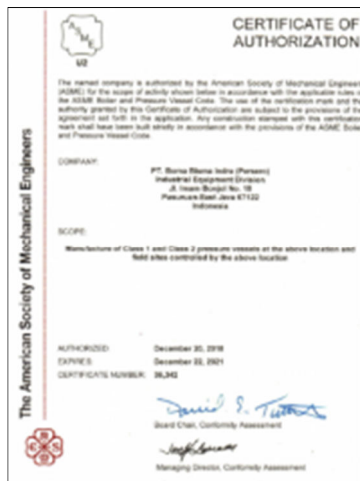 CERTIFICATE OF
AUTHORIZATION
ASME
U2
The named company is authorized by the American Society of Mechanical Engineers
(ASME) for the scope of activity shown below in accordance with the applicable rules of
the ASME Boiler and Pressure Vessel Code. The use of the certification mark and the
authority granted by this Certificate of Authorization are subject to the provisions of the
agreement set forth in the application. Any construction stamped with this certification
mark shall have been built strictly in accordance with the provisions of the ASME Boiler
and Pressure Vessel Code.
COMPANY:
PT. Indra (Persero)
Industrial Equipment Division
Jl. Imam Bonjol No. 18
Pasuruan East Java 67122
Indonesia
SCOPE:
Manufacture of Class 1 and Class 2 pressure vessels at the above location and
field sites controlled by the above location
AUTHORIZED: December 20, 2018
EXPIRES: December 22, 2021
CERTIFICATE NUMBER:
Board Chair, Conformity Assessment
Managing Director, Conformity Assessment
The American Society of Mechanical Engineers